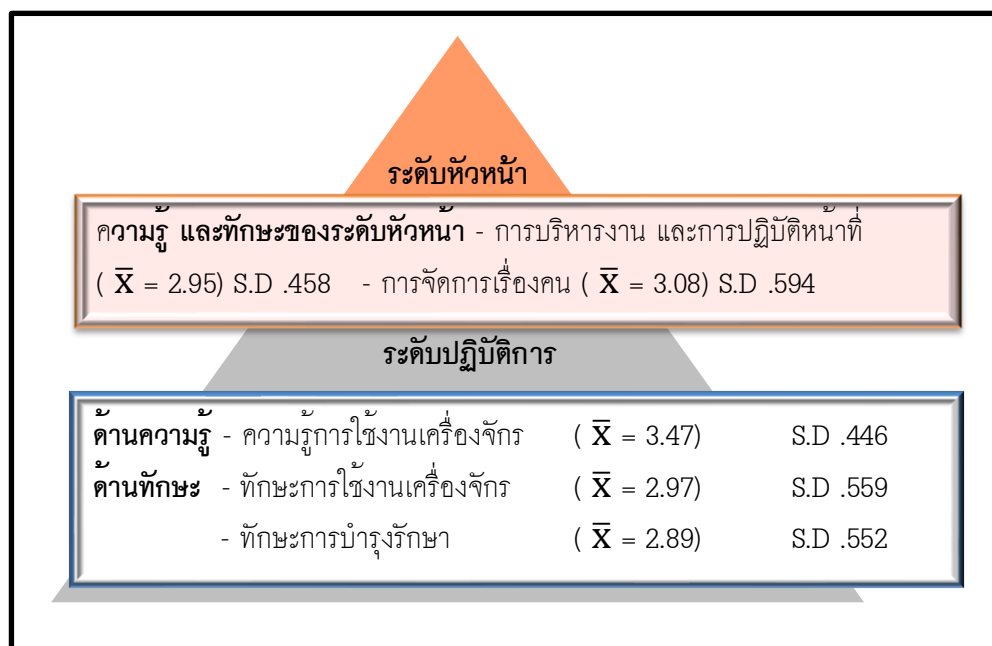 ระดับหัวหน้า
ความรู้ และทักษะของระดับหัวหน้า - การบริหารงาน และการปฏิบัติหน้าที่
( X̅ = 2.95) S.D .458 - การจัดการเรื่องคน ( X̅ = 3.08) S.D .594
ระดับปฏิบัติการ
ด้านความรู้ - ความรู้การใช้งานเครื่องจักร ( X̅ = 3.47) S.D .446
ด้านทักษะ - ทักษะการใช้งานเครื่องจักร ( X̅ = 2.97) S.D .559
- ทักษะการบำรุงรักษา ( X̅ = 2.89) S.D .552